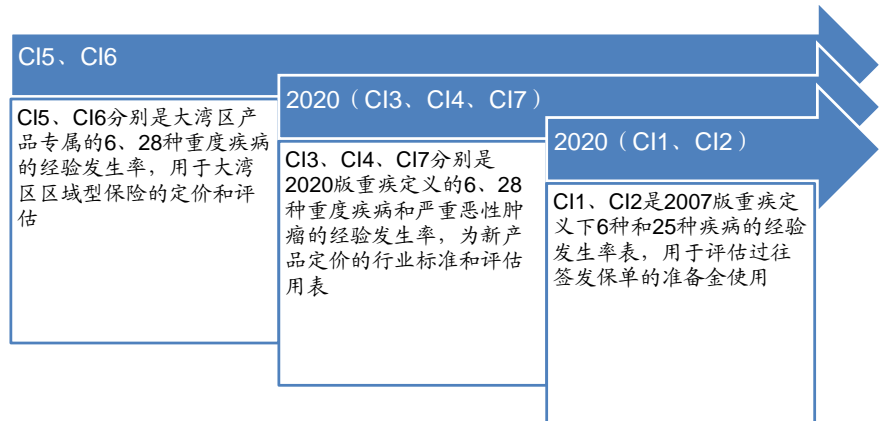 CI5、CI6
CI5、CI6分别是大湾区产
品专属的6、28种重度疾病
的经验发生率，用于大湾
区区域型保险的定价和评
估
2020（CI3、CI4、CI7）
CI3、CI4、CI7分别是
2020版重疾定义的6、28
种重度疾病和严重恶性肿
瘤的经验发生率，为新产
品定价的行业标准和评估
用表
2020（CI1、CI2）
CI1、CI2是2007版重疾定
义下6种和25种疾病的经验
发生率表，用于评估过往
签发保单的准备金使用